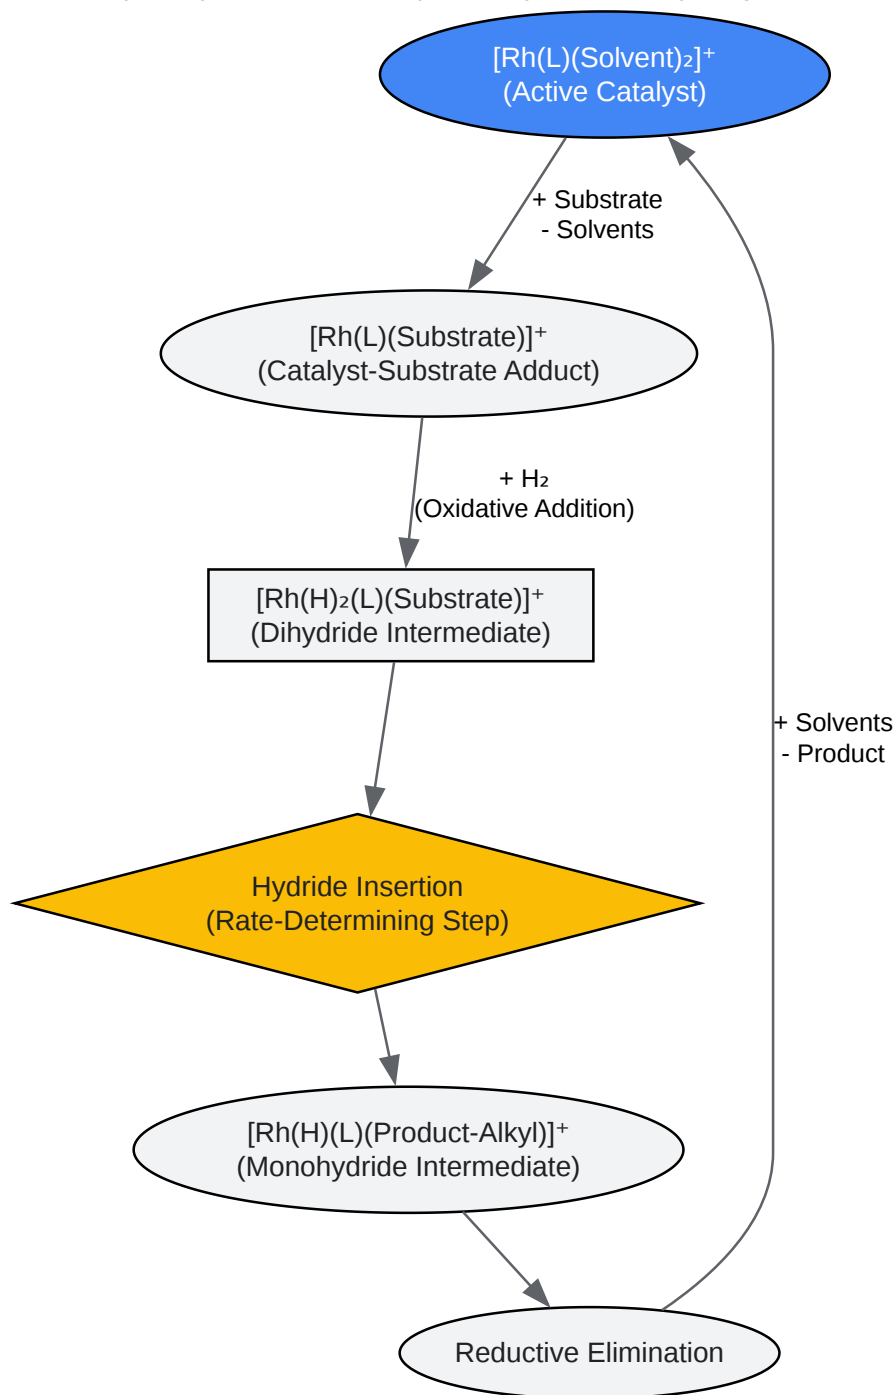 [Rh(L)(Solvent)₂]⁺
(Active Catalyst)
+ Substrate
- Solvents
[Rh(L)(Substrate)]⁺
(Catalyst-Substrate Adduct)
+ H₂
(Oxidative Addition)
[Rh(H)₂(L)(Substrate)]⁺
(Dihydride Intermediate)
+ Solvents
- Product
Hydride Insertion
(Rate-Determining Step)
[Rh(H)(L)(Product-Alkyl)]⁺
(Monohydride Intermediate)
Reductive Elimination